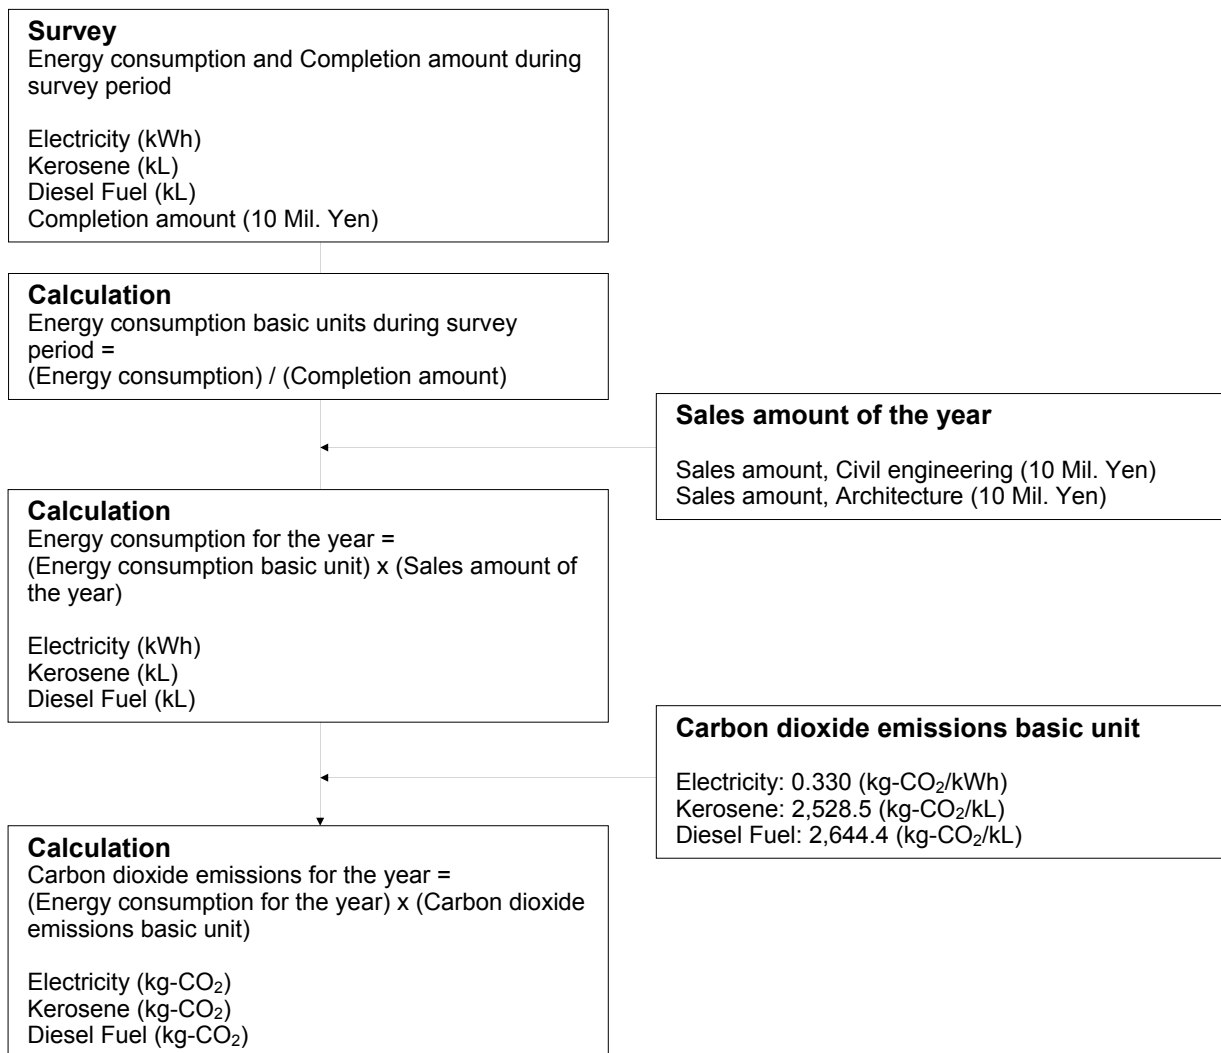 Survey
Energy consumption and Completion amount during
survey period
Electricity (kWh)
Kerosene (kL)
Diesel Fuel (kL)
Completion amount (10 Mil. Yen)
Calculation
Energy consumption basic units during survey
period =
(Energy consumption) / (Completion amount)
Sales amount of the year
Sales amount, Civil engineering (10 Mil. Yen)
Sales amount, Architecture (10 Mil. Yen)
Calculation
Energy consumption for the year =
(Energy consumption basic unit) x (Sales amount of
the year)
Electricity (kWh)
Kerosene (kL)
Diesel Fuel (kL)
Carbon dioxide emissions basic unit
Electricity: 0.330 (kg-CO₂/kWh)
Kerosene: 2,528.5 (kg-CO₂/kL)
Diesel Fuel: 2,644.4 (kg-CO₂/kL)
Calculation
Carbon dioxide emissions for the year =
(Energy consumption for the year) x (Carbon dioxide
emissions basic unit)
Electricity (kg-CO₂)
Kerosene (kg-CO₂)
Diesel Fuel (kg-CO₂)